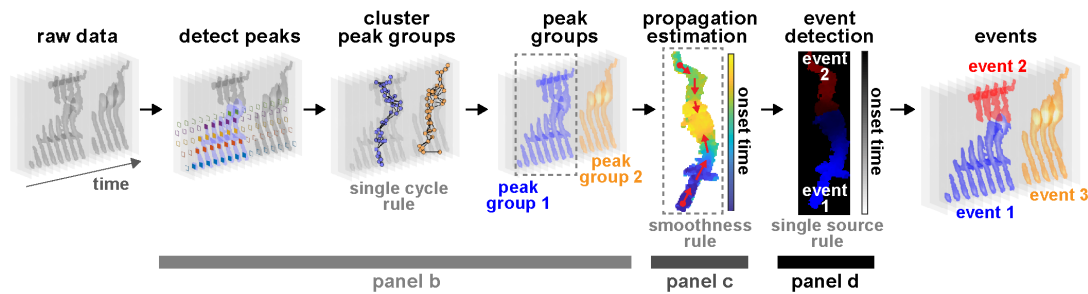 raw data
time
detect peaks
cluster
peak groups
single cycle
rule
peak
groups
peak
group 1
peak
group 2
propagation
estimation
onset time
smoothness
rule
event
detection
event
2
event
1
onset time
single source
rule
events
event 2
event 1
event 3
panel b
panel c
panel d